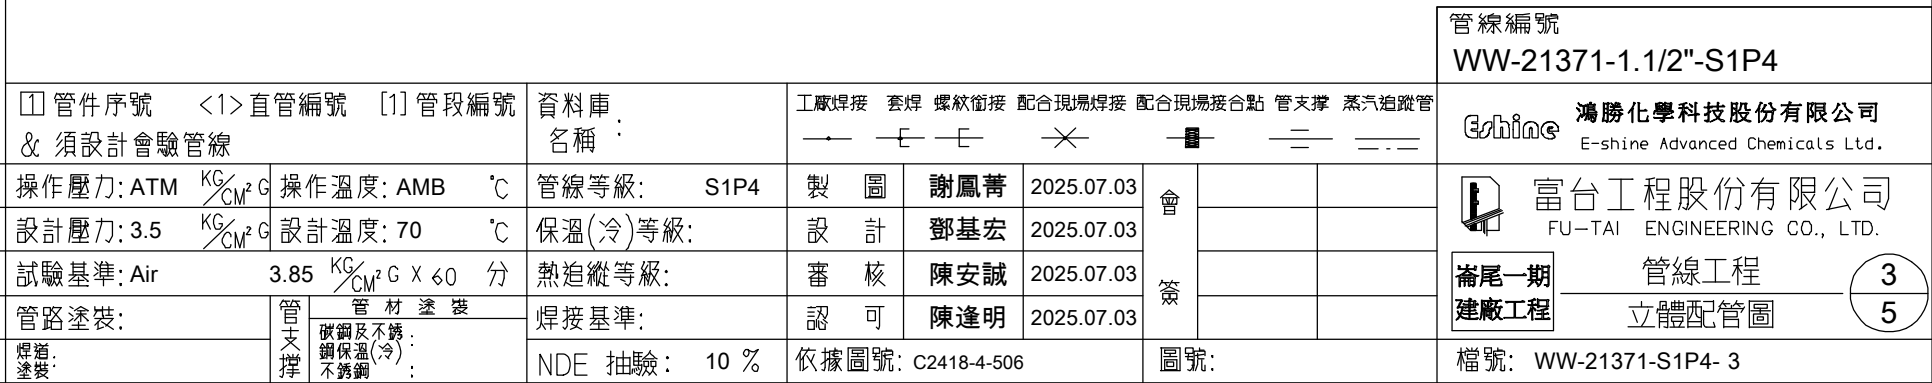 管線編號
WW-21371-1.1/2"-S1P4
1 管件序號 <1>直管編號 [1] 管段編號
& 須設計會驗管線
資料庫
名稱 :
工廠焊接 套焊 螺紋銜接 配合現場焊接 配合現場接合點 管支撐 蒸汽追蹤管
Eshine 鴻勝化學科技股份有限公司
E-shine Advanced Chemicals Ltd.
操作壓力: ATM KG/CM² G 操作溫度: AMB °C 管線等級: S1P4 製圖 謝鳳菁 2025.07.03
設計壓力: 3.5 KG/CM² G 設計溫度: 70 °C 保溫(冷)等級: 設計 鄧基宏 2025.07.03
試驗基準: Air 3.85 KG/CM² G X 60 分 熱追縱等級: 審核 陳安誠 2025.07.03
管路塗裝: 管支撐 管材塗裝 焊接基準: 認可 陳逢明 2025.07.03
會簽
富台工程股份有限公司
FU-TAI ENGINEERING CO., LTD.
崙尾一期
建廠工程
管線工程
立體配管圖
3
5
焊道:
塗裝
碳鋼及不銹 :
鋼保溫(冷)
不銹鋼 :
NDE 抽驗: 10 % 依據圖號: C2418-4-506 圖號: 檔號: WW-21371-S1P4- 3